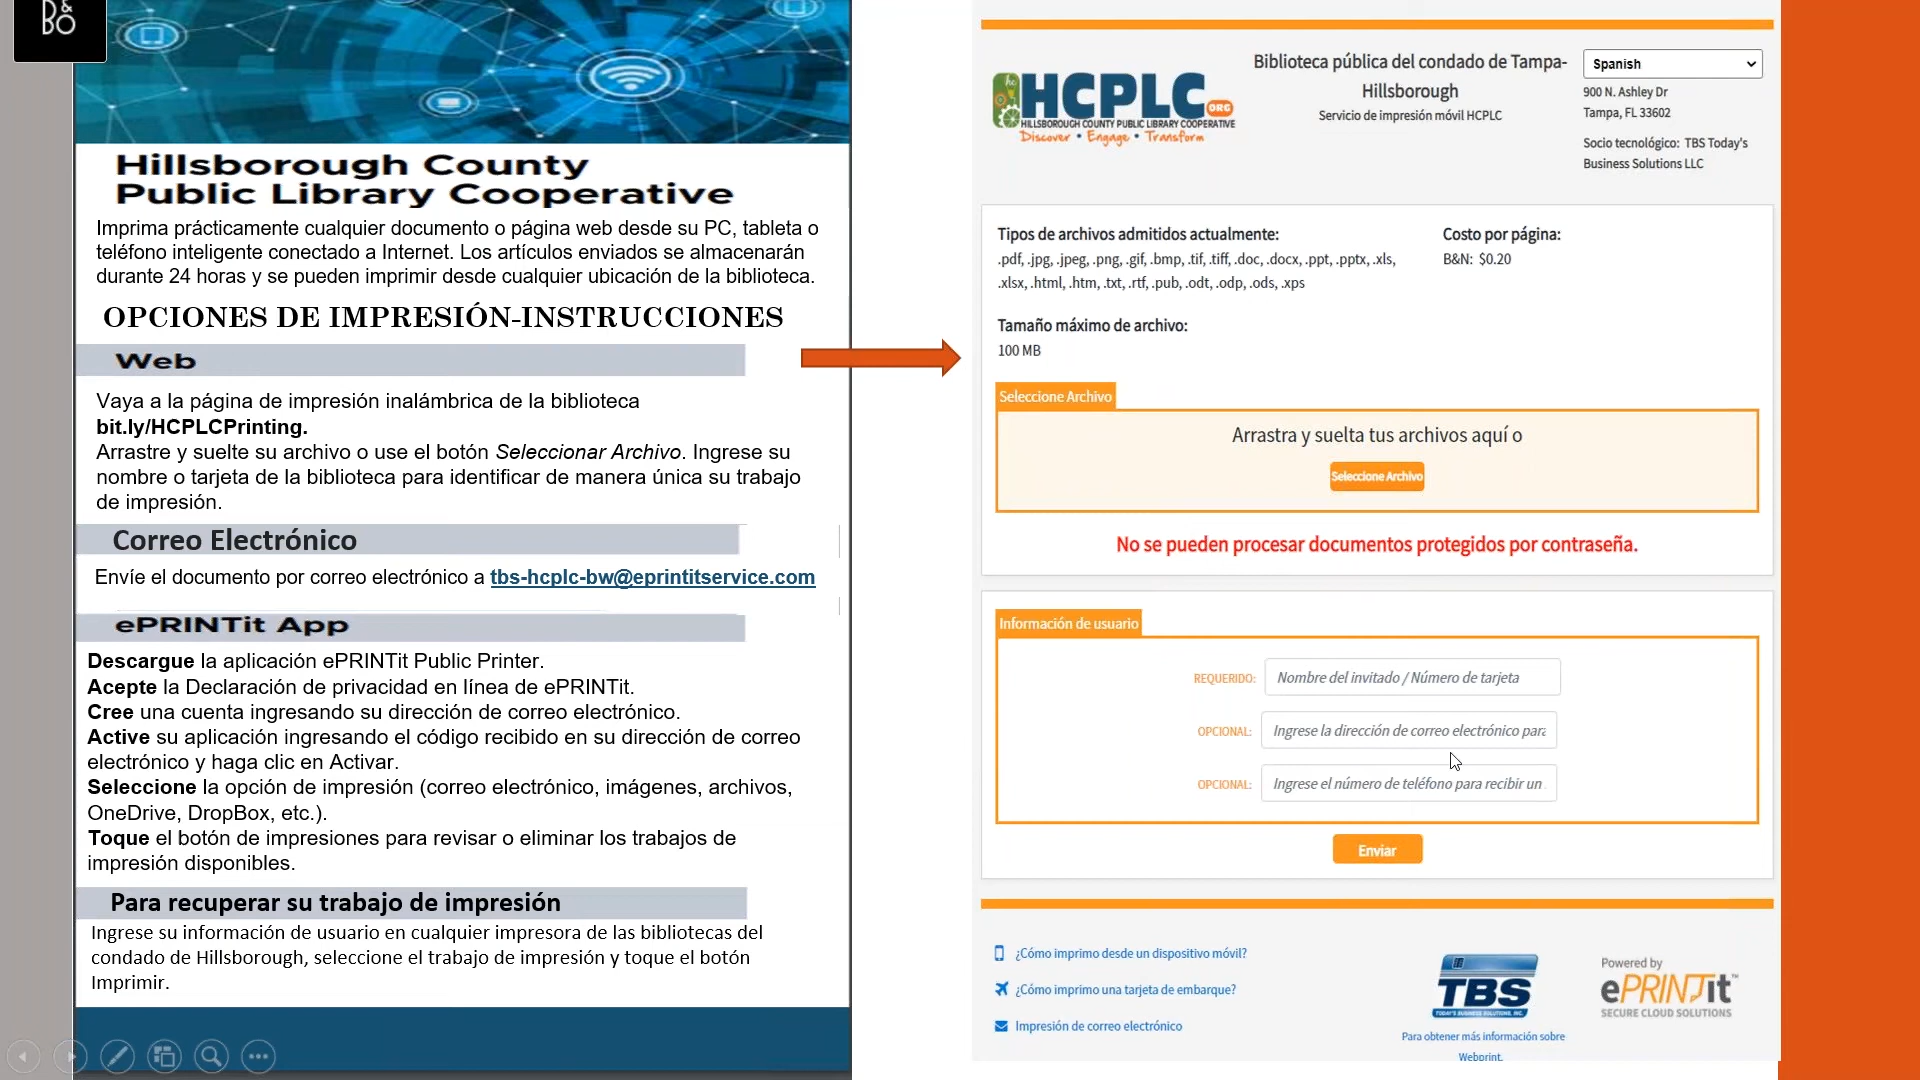 D&
BO
Hillsborough County
Public Library Cooperative
Imprima prácticamente cualquier documento o página web desde su PC, tableta o
teléfono inteligente conectado a Internet. Los artículos enviados se almacenarán
durante 24 horas y se pueden imprimir desde cualquier ubicación de la biblioteca.
OPCIONES DE IMPRESIÓN-INSTRUCCIONES
Web
Vaya a la página de impresión inalámbrica de la biblioteca
bit.ly/HCPLCPrinting.
Arrastre y suelte su archivo o use el botón Seleccionar Archivo. Ingrese su
nombre o tarjeta de la biblioteca para identificar de manera única su trabajo
de impresión.
Correo Electrónico
Envíe el documento por correo electrónico a tbs-hcplc-bw@eprintitservice.com
ePRINTit App
Descargue la aplicación ePRINTit Public Printer.
Acepte la Declaración de privacidad en línea de ePRINTit.
Cree una cuenta ingresando su dirección de correo electrónico.
Active su aplicación ingresando el código recibido en su dirección de correo
electrónico y haga clic en Activar.
Seleccione la opción de impresión (correo electrónico, imágenes, archivos,
OneDrive, DropBox, etc.).
Toque el botón de impresiones para revisar o eliminar los trabajos de
impresión disponibles.
Para recuperar su trabajo de impresión
Ingrese su información de usuario en cualquier impresora de las bibliotecas del
condado de Hillsborough, seleccione el trabajo de impresión y toque el botón
Imprimir.
hc
HCPLC.ORG
HILLSBOROUGH COUNTY PUBLIC LIBRARY COOPERATIVE
Discover • Engage • Transform
Biblioteca pública del condado de Tampa-
Hillsborough
Servicio de impresión móvil HCPLC
Spanish
900 N. Ashley Dr
Tampa, FL 33602
Socio tecnológico: TBS Today's
Business Solutions LLC
Tipos de archivos admitidos actualmente:
.pdf, .jpg, .jpeg, .png, .gif, .bmp, .tif, .tiff, .doc, .docx, .ppt, .pptx, .xls,
.xlsx, .html, .htm, .txt, .rtf, .pub, .odt, .odp, .ods, .xps
Costo por página:
B&N: $0.20
Tamaño máximo de archivo:
100 MB
Seleccione Archivo
Arrastra y suelta tus archivos aquí o
Seleccione Archivo
No se pueden procesar documentos protegidos por contraseña.
Información de usuario
REQUERIDO: Nombre del invitado / Número de tarjeta
OPCIONAL: Ingrese la dirección de correo electrónico para
OPCIONAL: Ingrese el número de teléfono para recibir un
Enviar
¿Cómo imprimo desde un dispositivo móvil?
¿Cómo imprimo una tarjeta de embarque?
Impresión de correo electrónico
TBS
TODAY'S BUSINESS SOLUTIONS, INC.
Para obtener más información sobre
Webprint.
Powered by
ePRINTit™
SECURE CLOUD SOLUTIONS